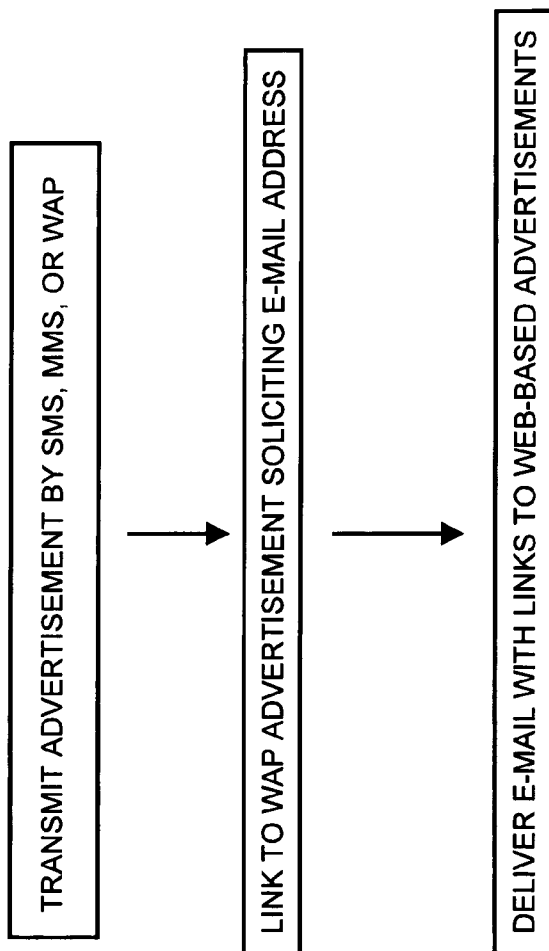 TRANSMIT ADVERTISEMENT BY SMS, MMS, OR WAP
LINK TO WAP ADVERTISEMENT SOLICITING E-MAIL ADDRESS
DELIVER E-MAIL WITH LINKS TO WEB-BASED ADVERTISEMENTS